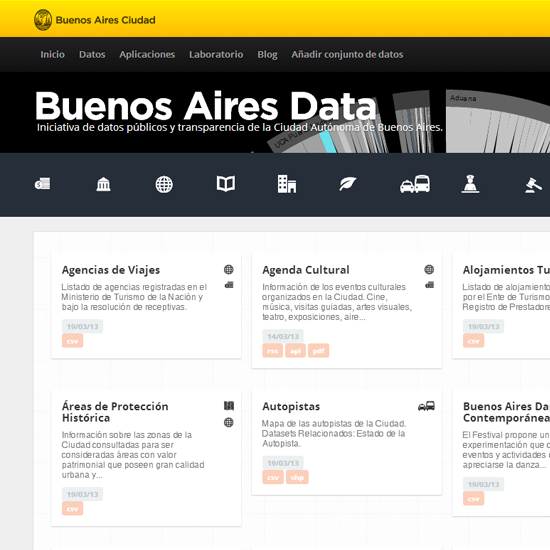 Buenos Aires Ciudad
Inicio Datos Aplicaciones Laboratorio Blog Añadir conjunto de datos
Aduana
Buenos Aires Data
Iniciativa de datos públicos y transparencia de la Ciudad Autónoma de Buenos Aires.
Agencias de Viajes
Listado de agencias registradas en el
Ministerio de Turismo de la Nación y
bajo la resolución de receptivas.
19/03/13
csv
Agenda Cultural
Información de los eventos culturales
organizados en la Ciudad. Cine,
música, visitas guiadas, artes visuales,
teatro, exposiciones, aire...
14/03/13
rss api pdf
Alojamientos Tu
Listado de alojamiento
por el Ente de Turismo
Registro de Prestadore
19/03/13
csv
Áreas de Protección
Histórica
Información sobre las zonas de la
Ciudad consultadas para ser
consideradas áreas con valor
patrimonial que poseen gran calidad
urbana y...
19/03/13
csv
Autopistas
Mapa de las autopistas de la Ciudad.
Datasets Relacionados: Estado de la
Autopista.
19/03/13
csv shp
Buenos Aires Da
Contemporánea
El Festival propone un
experimentación que c
eventos y actividades
apreciarse la danza...
19/03/13
csv